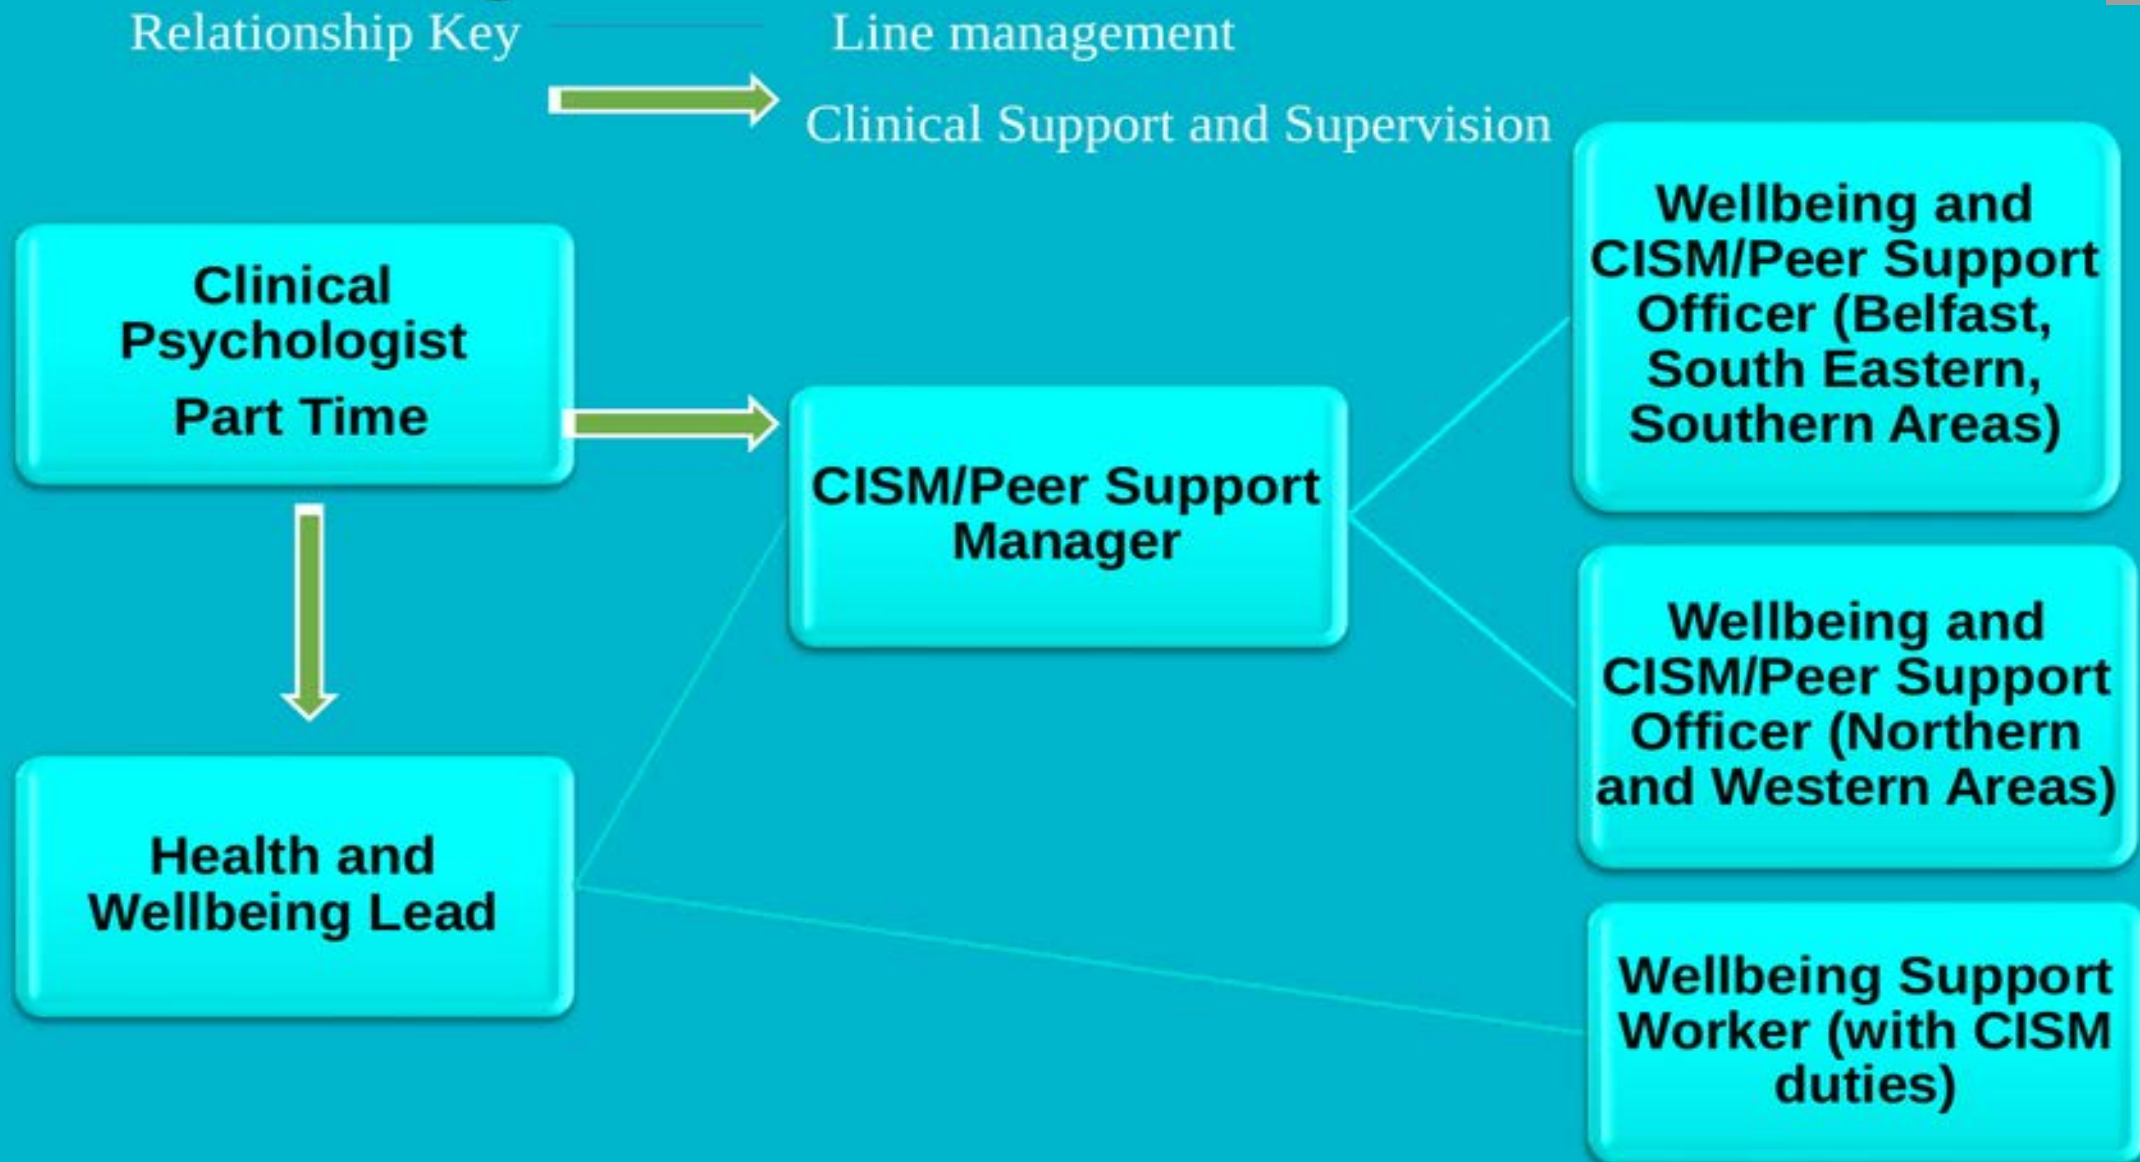 Relationship Key
Line management
Clinical Support and Supervision
Clinical
Psychologist
Part Time
CISM/Peer Support
Manager
Health and
Wellbeing Lead
Wellbeing and
CISM/Peer Support
Officer (Belfast,
South Eastern,
Southern Areas)
Wellbeing and
CISM/Peer Support
Officer (Northern
and Western Areas)
Wellbeing Support
Worker (with CISM
duties)